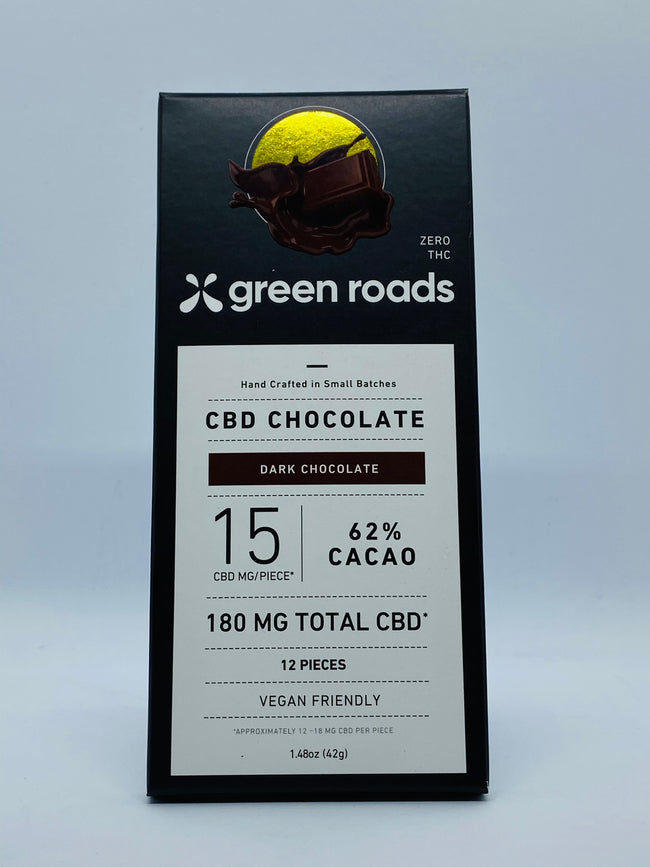 ZERO
THC
green roads
Hand Crafted in Small Batches
CBD CHOCOLATE
DARK CHOCOLATE
15
CBD MG/PIECE*
62%
CACAO
180 MG TOTAL CBD*
12 PIECES
VEGAN FRIENDLY
*APPROXIMATELY 12 -18 MG CBD PER PIECE
1.48oz (42g)